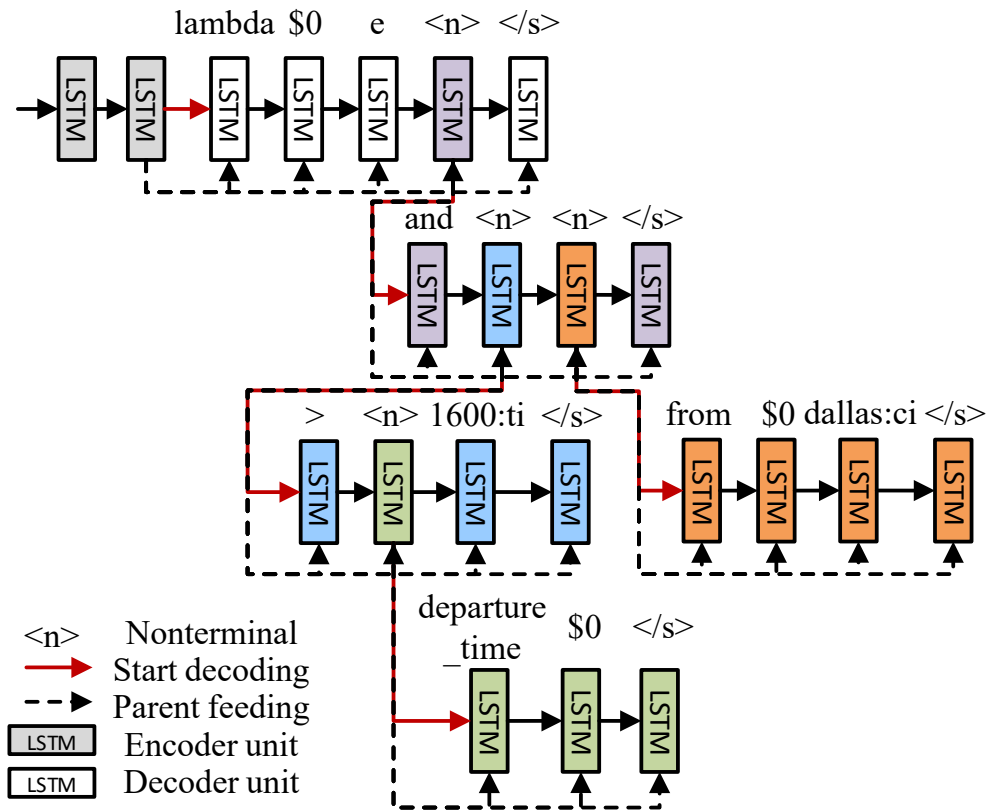 lambda $0 e <n> </s>
LSTM LSTM LSTM LSTM LSTM LSTM LSTM
and <n> <n> </s>
LSTM LSTM LSTM LSTM
> <n> 1600:ti </s>
from $0 dallas:ci </s>
LSTM LSTM LSTM LSTM
LSTM LSTM LSTM LSTM
departure
_time $0 </s>
LSTM LSTM LSTM
<n> Nonterminal
Start decoding
Parent feeding
LSTM Encoder unit
LSTM Decoder unit